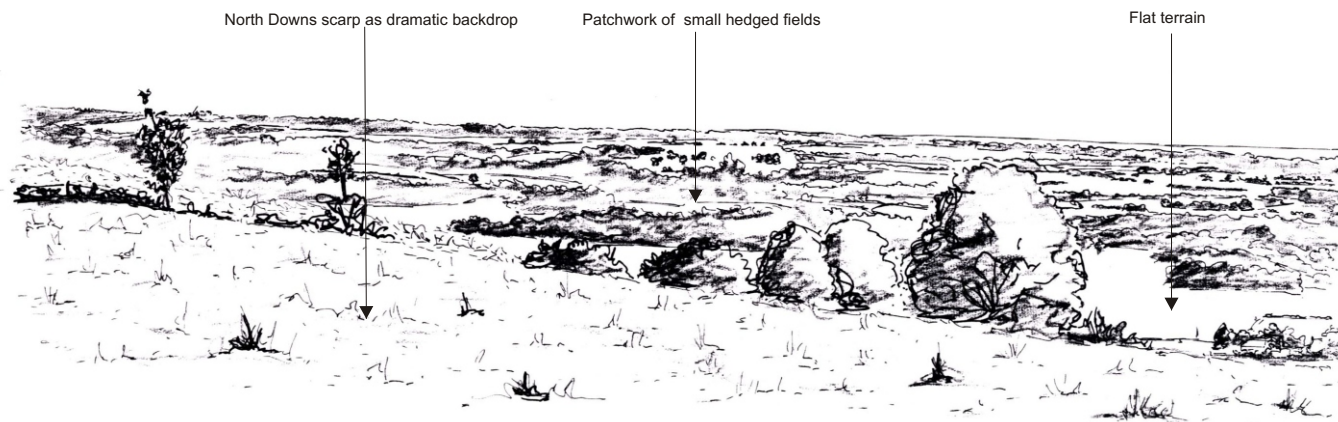 North Downs scarp as dramatic backdrop
Patchwork of small hedged fields
Flat terrain